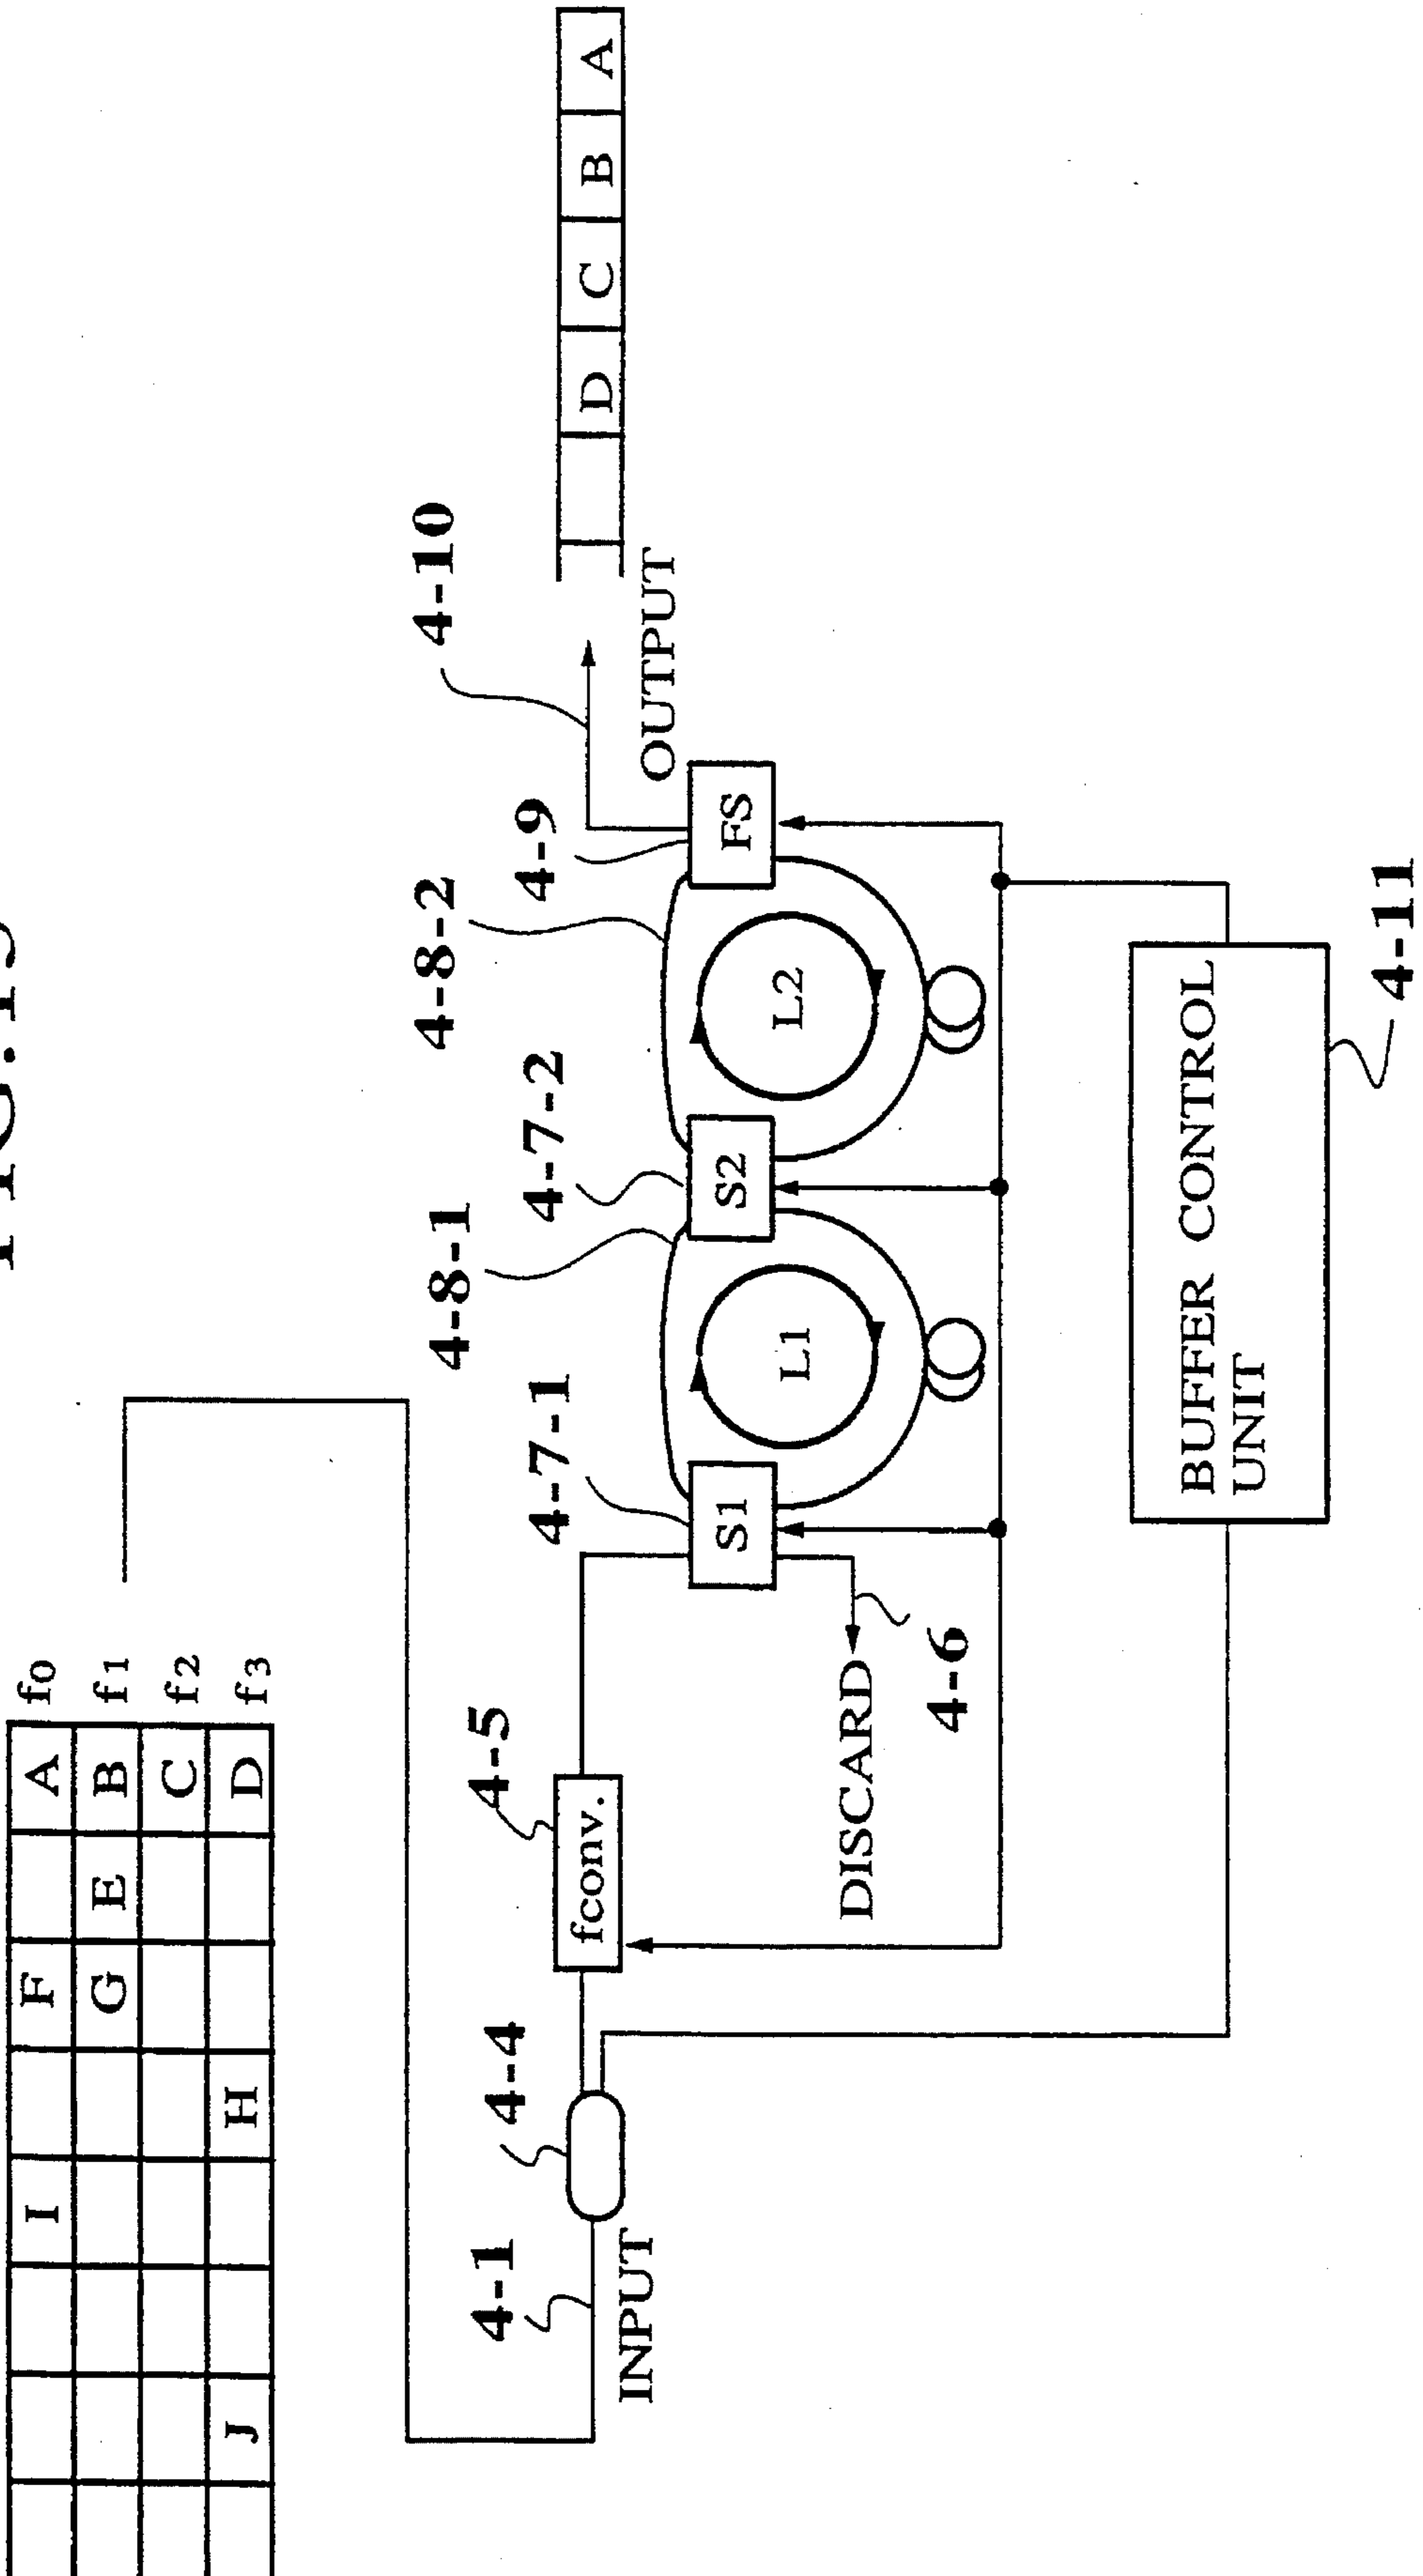 A f0
E B f1
C f2
D f3
F
G
H
I
J
D C B A
4-10
OUTPUT
4-8-2
4-9
4-8-1
4-7-2
4-7-1
S1
L1
S2
L2
FS
4-5
fconv.
4-4
4-1
INPUT
DISCARD
4-6
BUFFER CONTROL
UNIT
4-11